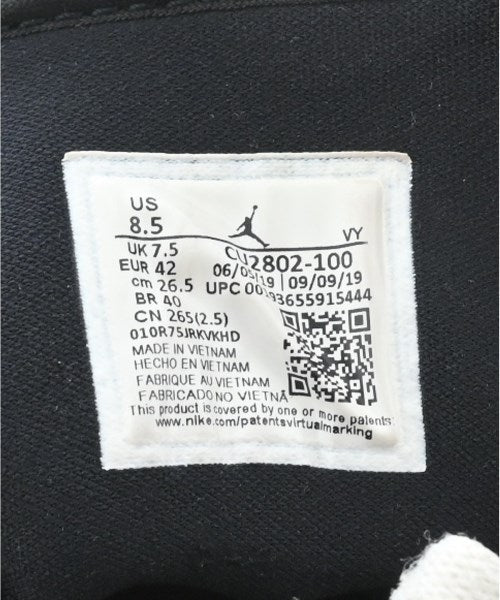 US
8.5
VY
UK 7.5
CU2802-100
EUR 42
06/09/19 | 09/09/19
cm 26.5
UPC 00193655915444
BR 40
CN 265(2.5)
010R75JRKVKHD
MADE IN VIETNAM
HECHO EN VIETNAM
FABRIQUE AU VIETNAM
FABRICADO NO VIETNÃ
This product is covered by one or more patents
www.nike.com/patentsvirtualmarking